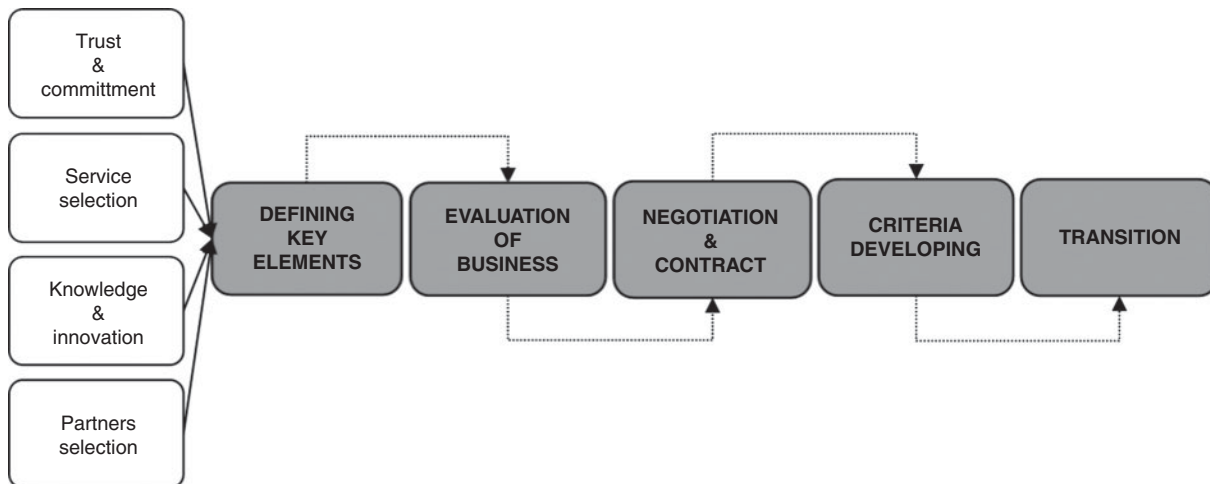 Trust
&
committment
Service
selection
Knowledge
&
innovation
Partners
selection
DEFINING
KEY
ELEMENTS
EVALUATION
OF
BUSINESS
NEGOTIATION
&
CONTRACT
CRITERIA
DEVELOPING
TRANSITION